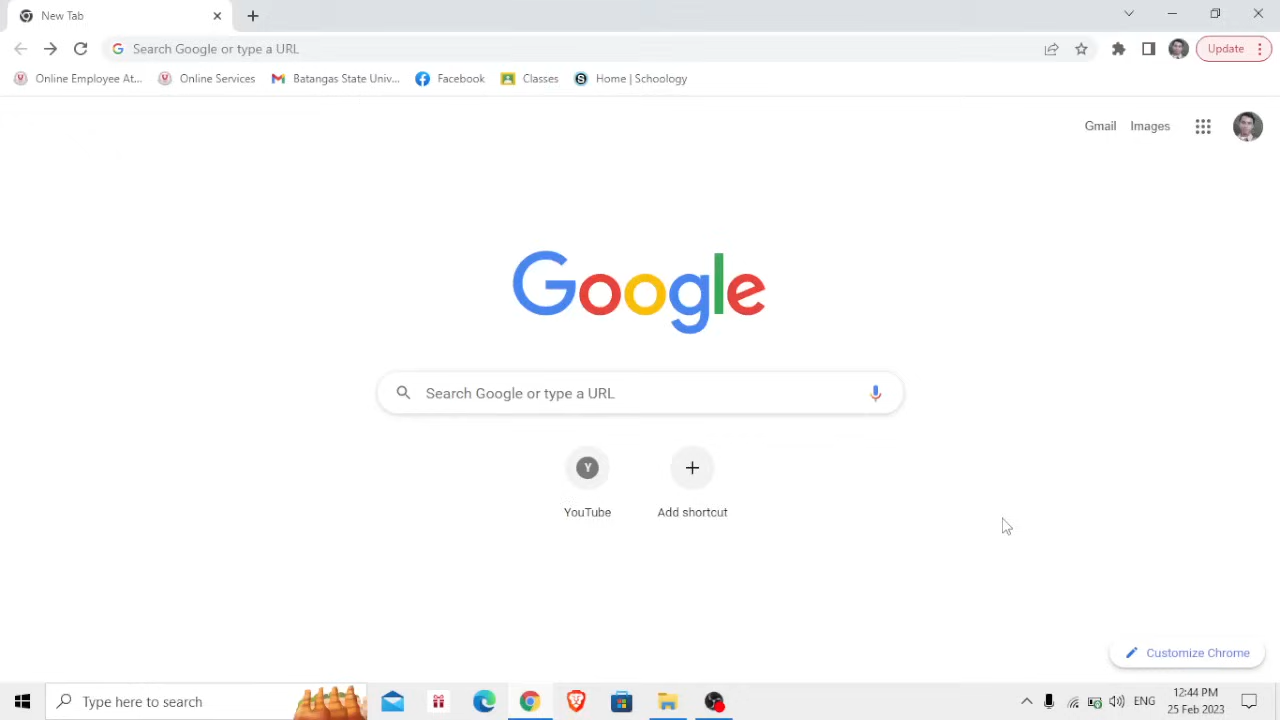 New Tab
Search Google or type a URL
Update
Online Employee At...
Online Services
Batangas State Univ...
Facebook
Classes
Home | Schoology
Gmail
Images
Google
Search Google or type a URL
Y
YouTube
Add shortcut
Customize Chrome
Type here to search
ENG
12:44 PM
25 Feb 2023